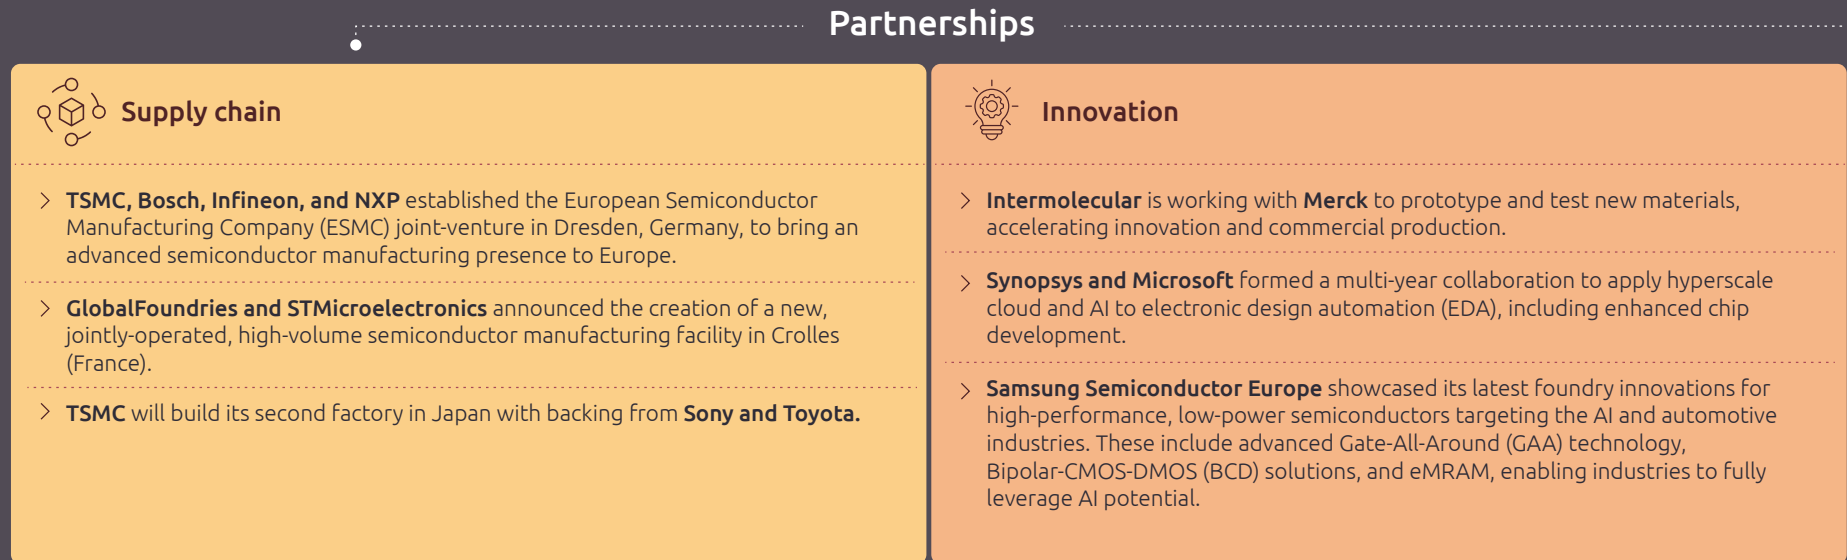 Partnerships
Supply chain
TSMC, Bosch, Infineon, and NXP established the European Semiconductor
Manufacturing Company (ESMC) joint-venture in Dresden, Germany, to bring an
advanced semiconductor manufacturing presence to Europe.
GlobalFoundries and STMicroelectronics announced the creation of a new,
jointly-operated, high-volume semiconductor manufacturing facility in Crolles
(France).
TSMC will build its second factory in Japan with backing from Sony and Toyota.
Innovation
Intermolecular is working with Merck to prototype and test new materials,
accelerating innovation and commercial production.
Synopsys and Microsoft formed a multi-year collaboration to apply hyperscale
cloud and AI to electronic design automation (EDA), including enhanced chip
development.
Samsung Semiconductor Europe showcased its latest foundry innovations for
high-performance, low-power semiconductors targeting the AI and automotive
industries. These include advanced Gate-All-Around (GAA) technology,
Bipolar-CMOS-DMOS (BCD) solutions, and eMRAM, enabling industries to fully
leverage AI potential.